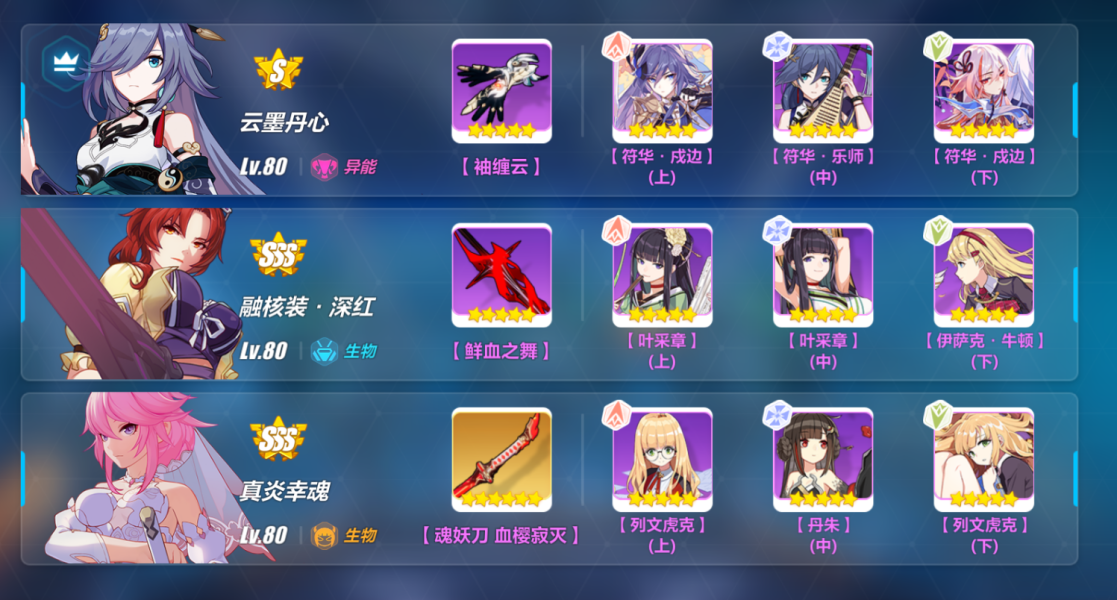 S
云墨丹心
Lv.80
异能
【袖缠云】
【符华·戍边】
(上)
【符华·乐师】
(中)
【符华·戍边】
(下)
SSS
融核装·深红
Lv.80
生物
【鲜血之舞】
【叶采章】
(上)
【叶采章】
(中)
【伊萨克·牛顿】
(下)
SSS
真炎幸魂
Lv.80
生物
【魂妖刀 血樱寂灭】
【列文虎克】
(上)
【丹朱】
(中)
【列文虎克】
(下)